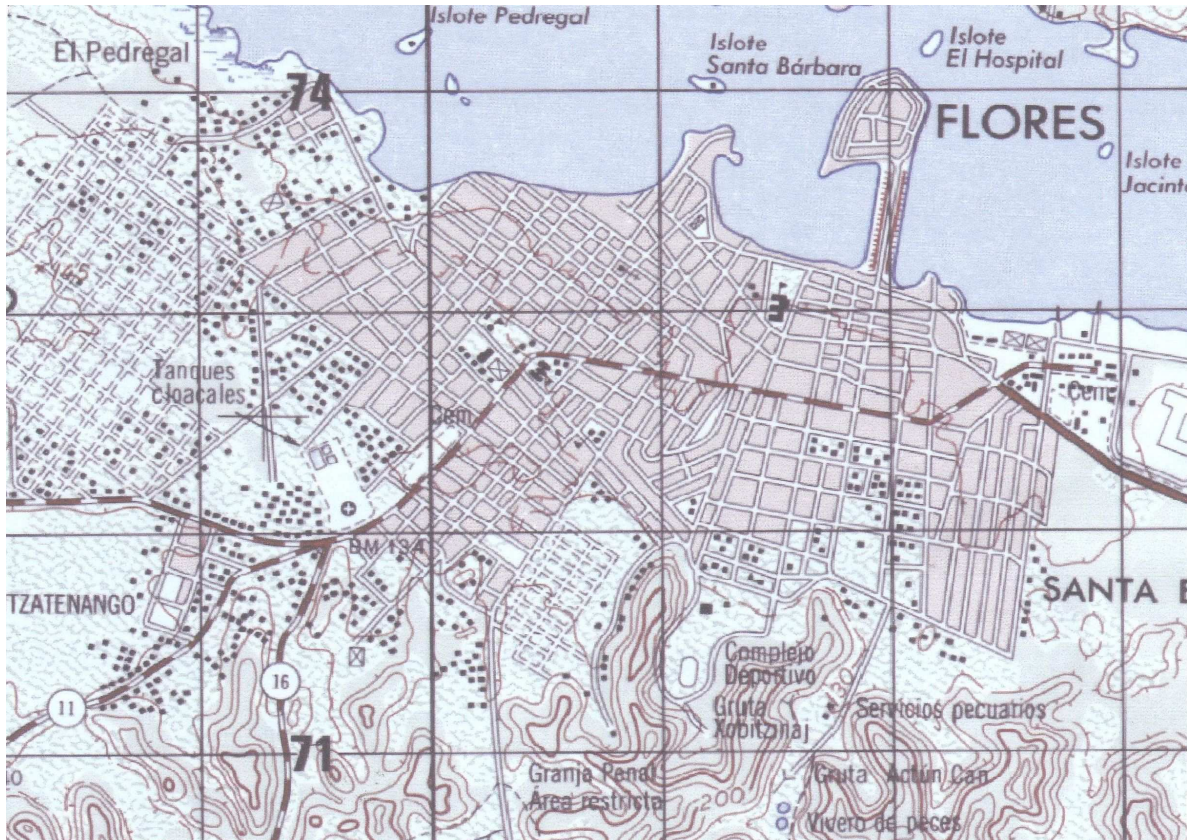 Islote Pedregal
El Pedregal
Islote
Santa Bárbara
Islote
El Hospital
74
FLORES
Islote
145
Tanques
cloacales
Cem.
Cem.
BM 134
TZATENANGO
SANTA
Complejo
Deportivo
130
16
11
Gruta
Xobitzinaj
Servicios pecuarios
71
Granja Penal
Área restricta
200
Gruta Actún Can
Vivero de peces